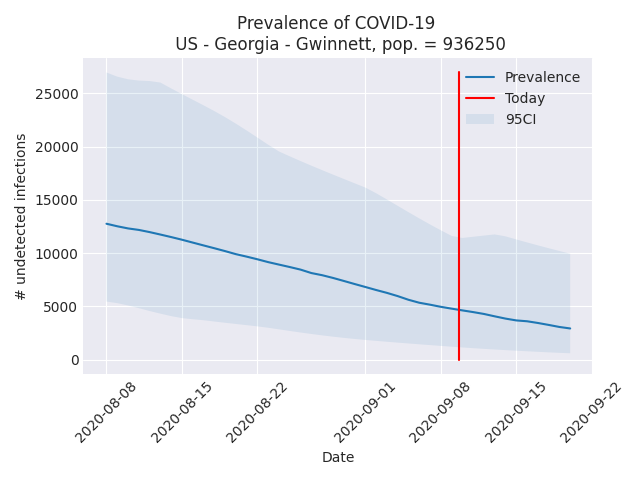 Prevalence of COVID-19
US - Georgia - Gwinnett, pop. = 936250
Prevalence
Today
95CI
25000
20000
15000
10000
5000
0
# undetected infections
2020-08-08
2020-08-15
2020-08-22
2020-09-01
2020-09-08
2020-09-15
2020-09-22
Date